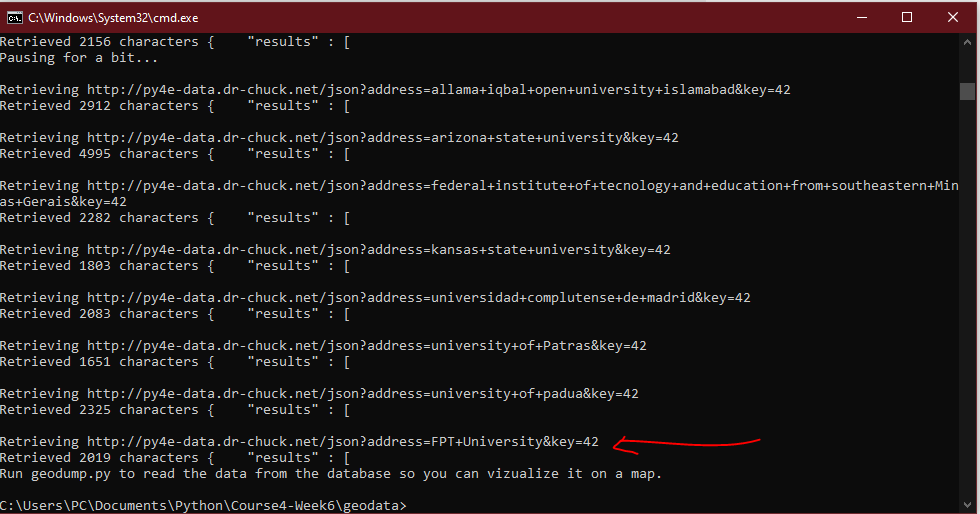 C:\Windows\System32\cmd.exe
Retrieved 2156 characters {    "results" : [
Pausing for a bit...
Retrieving http://py4e-data.dr-chuck.net/json?address=allama+iqbal+open+university+islamabad&key=42
Retrieved 2912 characters {    "results" : [
Retrieving http://py4e-data.dr-chuck.net/json?address=arizona+state+university&key=42
Retrieved 4995 characters {    "results" : [
Retrieving http://py4e-data.dr-chuck.net/json?address=federal+institute+of+tecnology+and+education+from+southeastern+Min
as+Gerais&key=42
Retrieved 2282 characters {    "results" : [
Retrieving http://py4e-data.dr-chuck.net/json?address=kansas+state+university&key=42
Retrieved 1803 characters {    "results" : [
Retrieving http://py4e-data.dr-chuck.net/json?address=universidad+complutense+de+madrid&key=42
Retrieved 2083 characters {    "results" : [
Retrieving http://py4e-data.dr-chuck.net/json?address=university+of+Patras&key=42
Retrieved 1651 characters {    "results" : [
Retrieving http://py4e-data.dr-chuck.net/json?address=university+of+padua&key=42
Retrieved 2325 characters {    "results" : [
Retrieving http://py4e-data.dr-chuck.net/json?address=FPT+University&key=42
Retrieved 2019 characters {    "results" : [
Run geodump.py to read the data from the database so you can vizualize it on a map.
C:\Users\PC\Documents\Python\Course4-Week6\geodata>